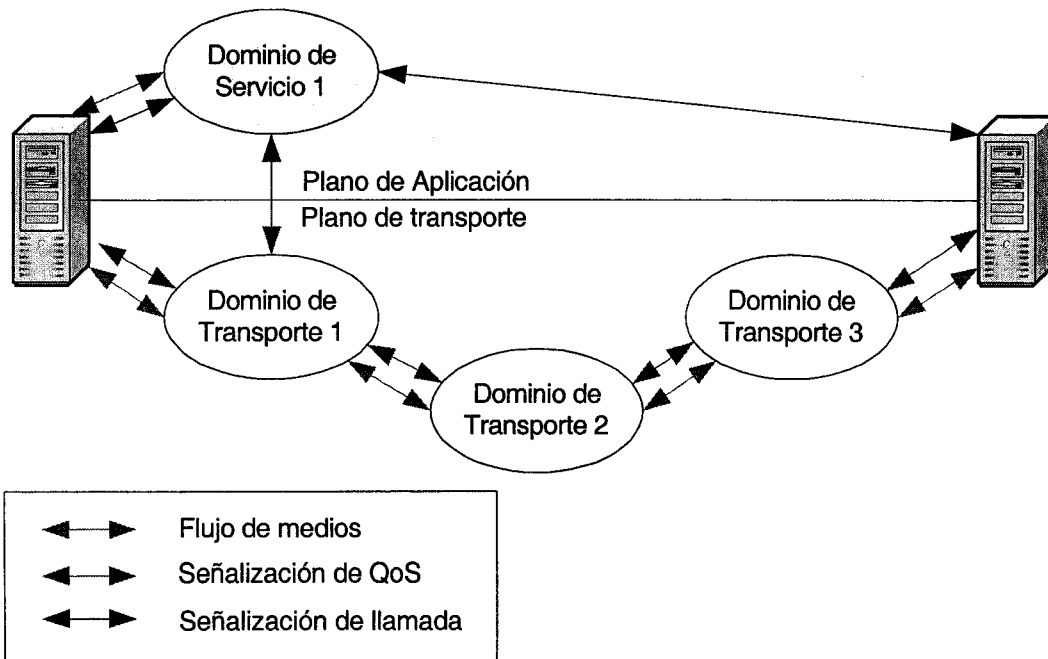 Dominio de
Servicio 1
Plano de Aplicación
Plano de transporte
Dominio de
Transporte 1
Dominio de
Transporte 3
Dominio de
Transporte 2
Flujo de medios
Señalización de QoS
Señalización de llamada